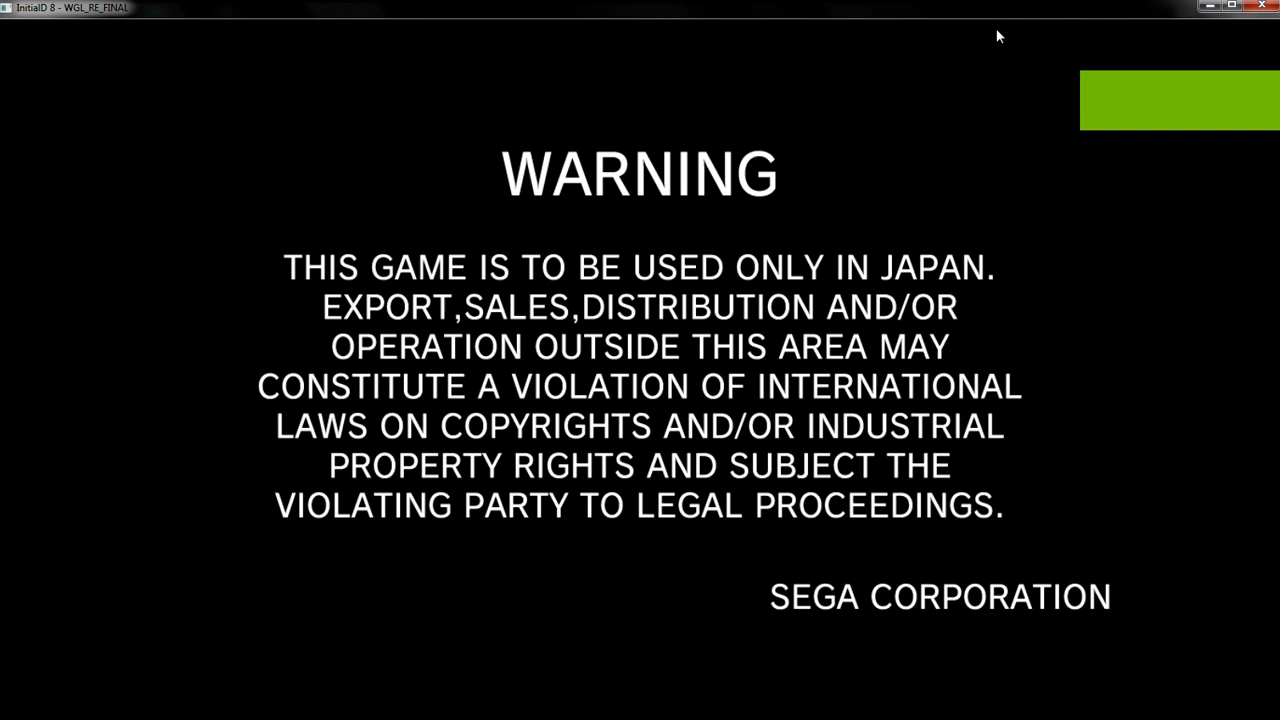 InitialD 8 - WGL_RE_FINAL
WARNING
THIS GAME IS TO BE USED ONLY IN JAPAN.
EXPORT,SALES,DISTRIBUTION AND/OR
OPERATION OUTSIDE THIS AREA MAY
CONSTITUTE A VIOLATION OF INTERNATIONAL
LAWS ON COPYRIGHTS AND/OR INDUSTRIAL
PROPERTY RIGHTS AND SUBJECT THE
VIOLATING PARTY TO LEGAL PROCEEDINGS.
SEGA CORPORATION